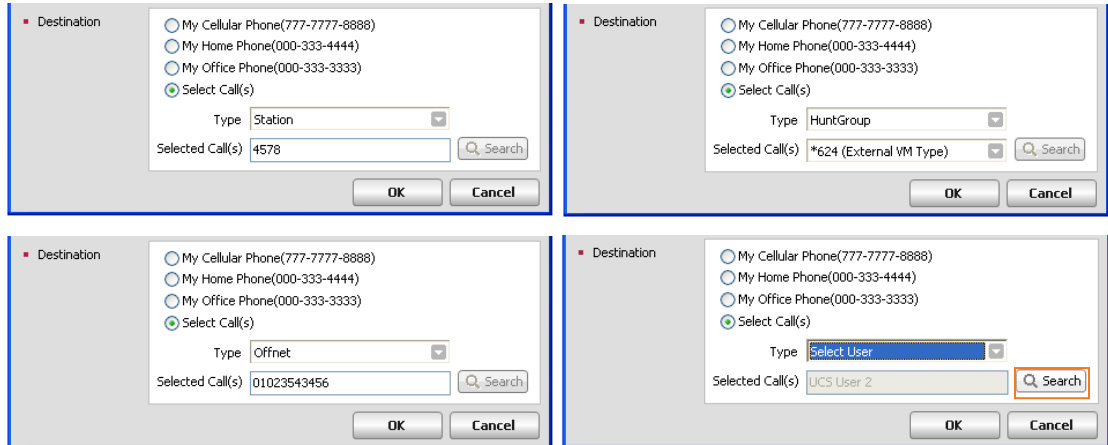 Destination
My Cellular Phone(777-7777-8888)
My Home Phone(000-333-4444)
My Office Phone(000-333-3333)
Select Call(s)
Type Station
Selected Call(s) 4578 Search
OK Cancel
Destination
My Cellular Phone(777-7777-8888)
My Home Phone(000-333-4444)
My Office Phone(000-333-3333)
Select Call(s)
Type HuntGroup
Selected Call(s) *624 (External VM Type) Search
OK Cancel
Destination
My Cellular Phone(777-7777-8888)
My Home Phone(000-333-4444)
My Office Phone(000-333-3333)
Select Call(s)
Type Offnet
Selected Call(s) 01023543456 Search
OK Cancel
Destination
My Cellular Phone(777-7777-8888)
My Home Phone(000-333-4444)
My Office Phone(000-333-3333)
Select Call(s)
Type Select User
Selected Call(s) UCS User 2 Search
OK Cancel